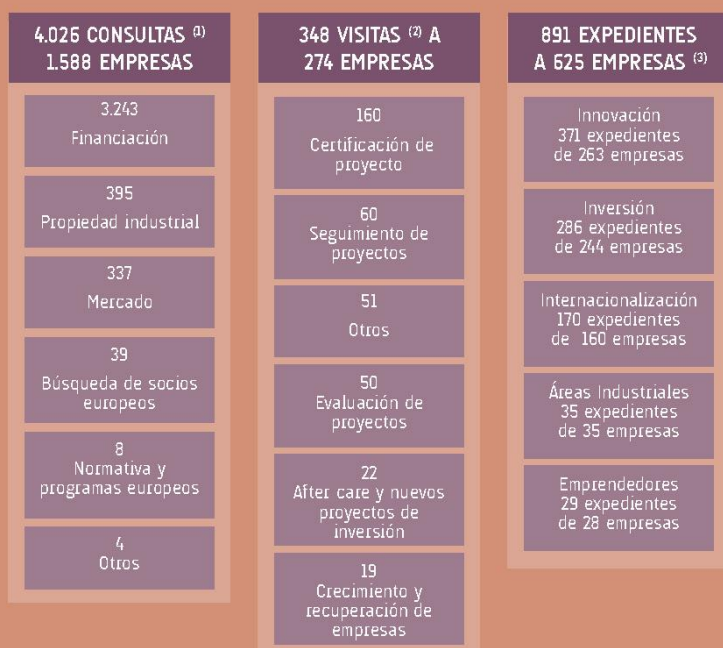 4.026 CONSULTAS (1)
1.588 EMPRESAS
3.243
Financiación
395
Propiedad industrial
337
Mercado
39
Búsqueda de socios
europeos
8
Normativa y
programas europeos
4
Otros
348 VISITAS (2) A
274 EMPRESAS
160
Certificación de
proyecto
60
Seguimiento de
proyectos
51
Otros
50
Evaluación de
proyectos
22
After care y nuevos
proyectos de
inversión
19
Crecimiento y
recuperación de
empresas
891 EXPEDIENTES
A 625 EMPRESAS (3)
Innovación
371 expedientes
de 263 empresas
Inversión
286 expedientes
de 244 empresas
Internacionalización
170 expedientes
de 160 empresas
Áreas Industriales
35 expedientes
de 35 empresas
Emprendedores
29 expedientes
de 28 empresas